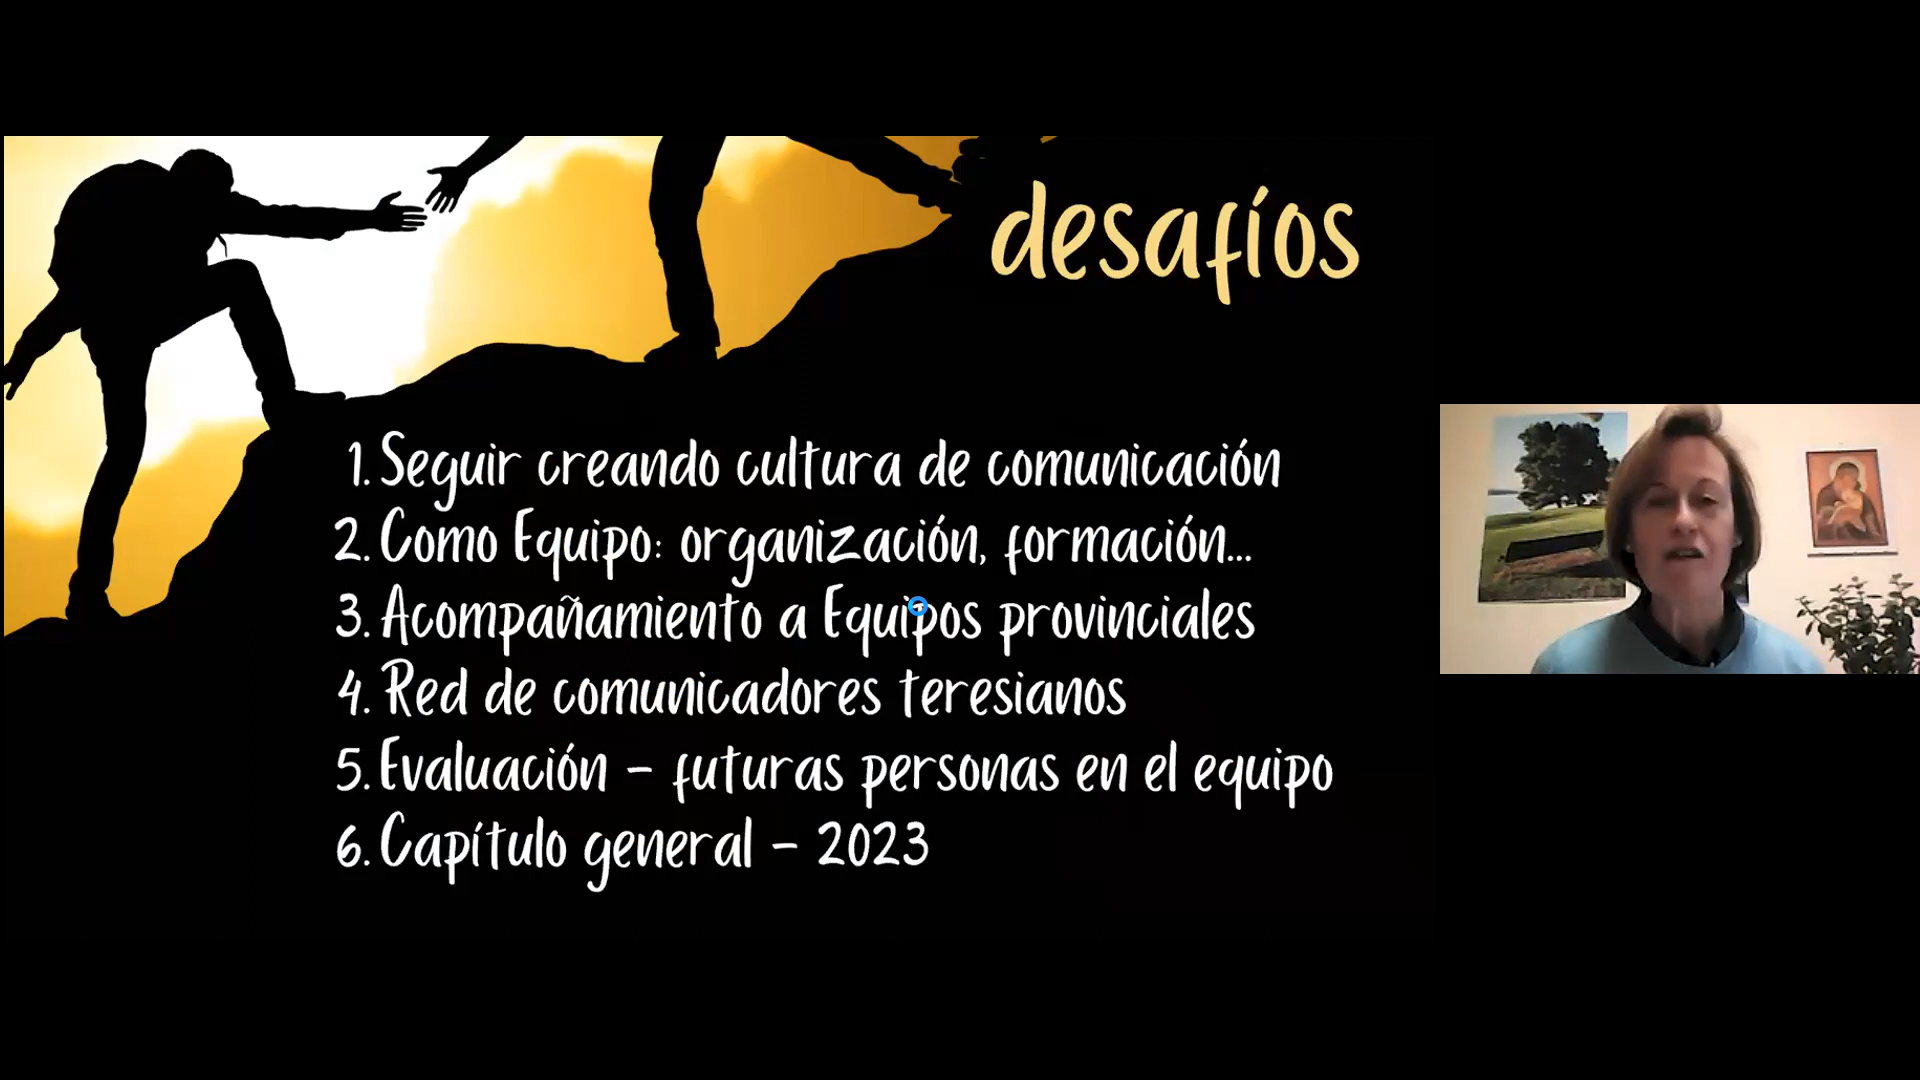 desafíos
1. Seguir creando cultura de comunicación
2. Como Equipo: organización, formación...
3. Acompañamiento a Equipos provinciales
4. Red de comunicadores teresianos
5. Evaluación - futuras personas en el equipo
6. Capítulo general - 2023